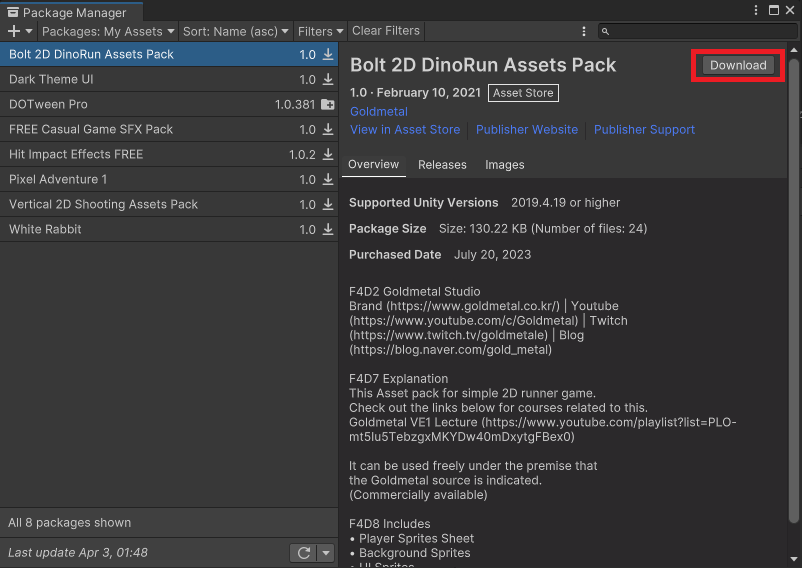 Package Manager
Packages: My Assets Sort: Name (asc) Filters Clear Filters
Bolt 2D DinoRun Assets Pack 1.0
Dark Theme UI 1.0
DOTween Pro 1.0.381
FREE Casual Game SFX Pack 1.0
Hit Impact Effects FREE 1.0.2
Pixel Adventure 1 1.0
Vertical 2D Shooting Assets Pack 1.0
White Rabbit 1.0
All 8 packages shown
Last update Apr 3, 01:48
Bolt 2D DinoRun Assets Pack
Download
1.0 · February 10, 2021 Asset Store
Goldmetal
View in Asset Store Publisher Website Publisher Support
Overview Releases Images
Supported Unity Versions 2019.4.19 or higher
Package Size Size: 130.22 KB (Number of files: 24)
Purchased Date July 20, 2023
F4D2 Goldmetal Studio
Brand (https://www.goldmetal.co.kr/) | Youtube
(https://www.youtube.com/c/Goldmetal) | Twitch
(https://www.twitch.tv/goldmetale) | Blog
(https://blog.naver.com/gold_metal)
F4D7 Explanation
This Asset pack for simple 2D runner game.
Check out the links below for courses related to this.
Goldmetal VE1 Lecture (https://www.youtube.com/playlist?list=PLO-
mt5Iu5TebzgxMKYDw40mDxytgFBex0)
It can be used freely under the premise that
the Goldmetal source is indicated.
(Commercially available)
F4D8 Includes
• Player Sprites Sheet
• Background Sprites
• UI Sprites